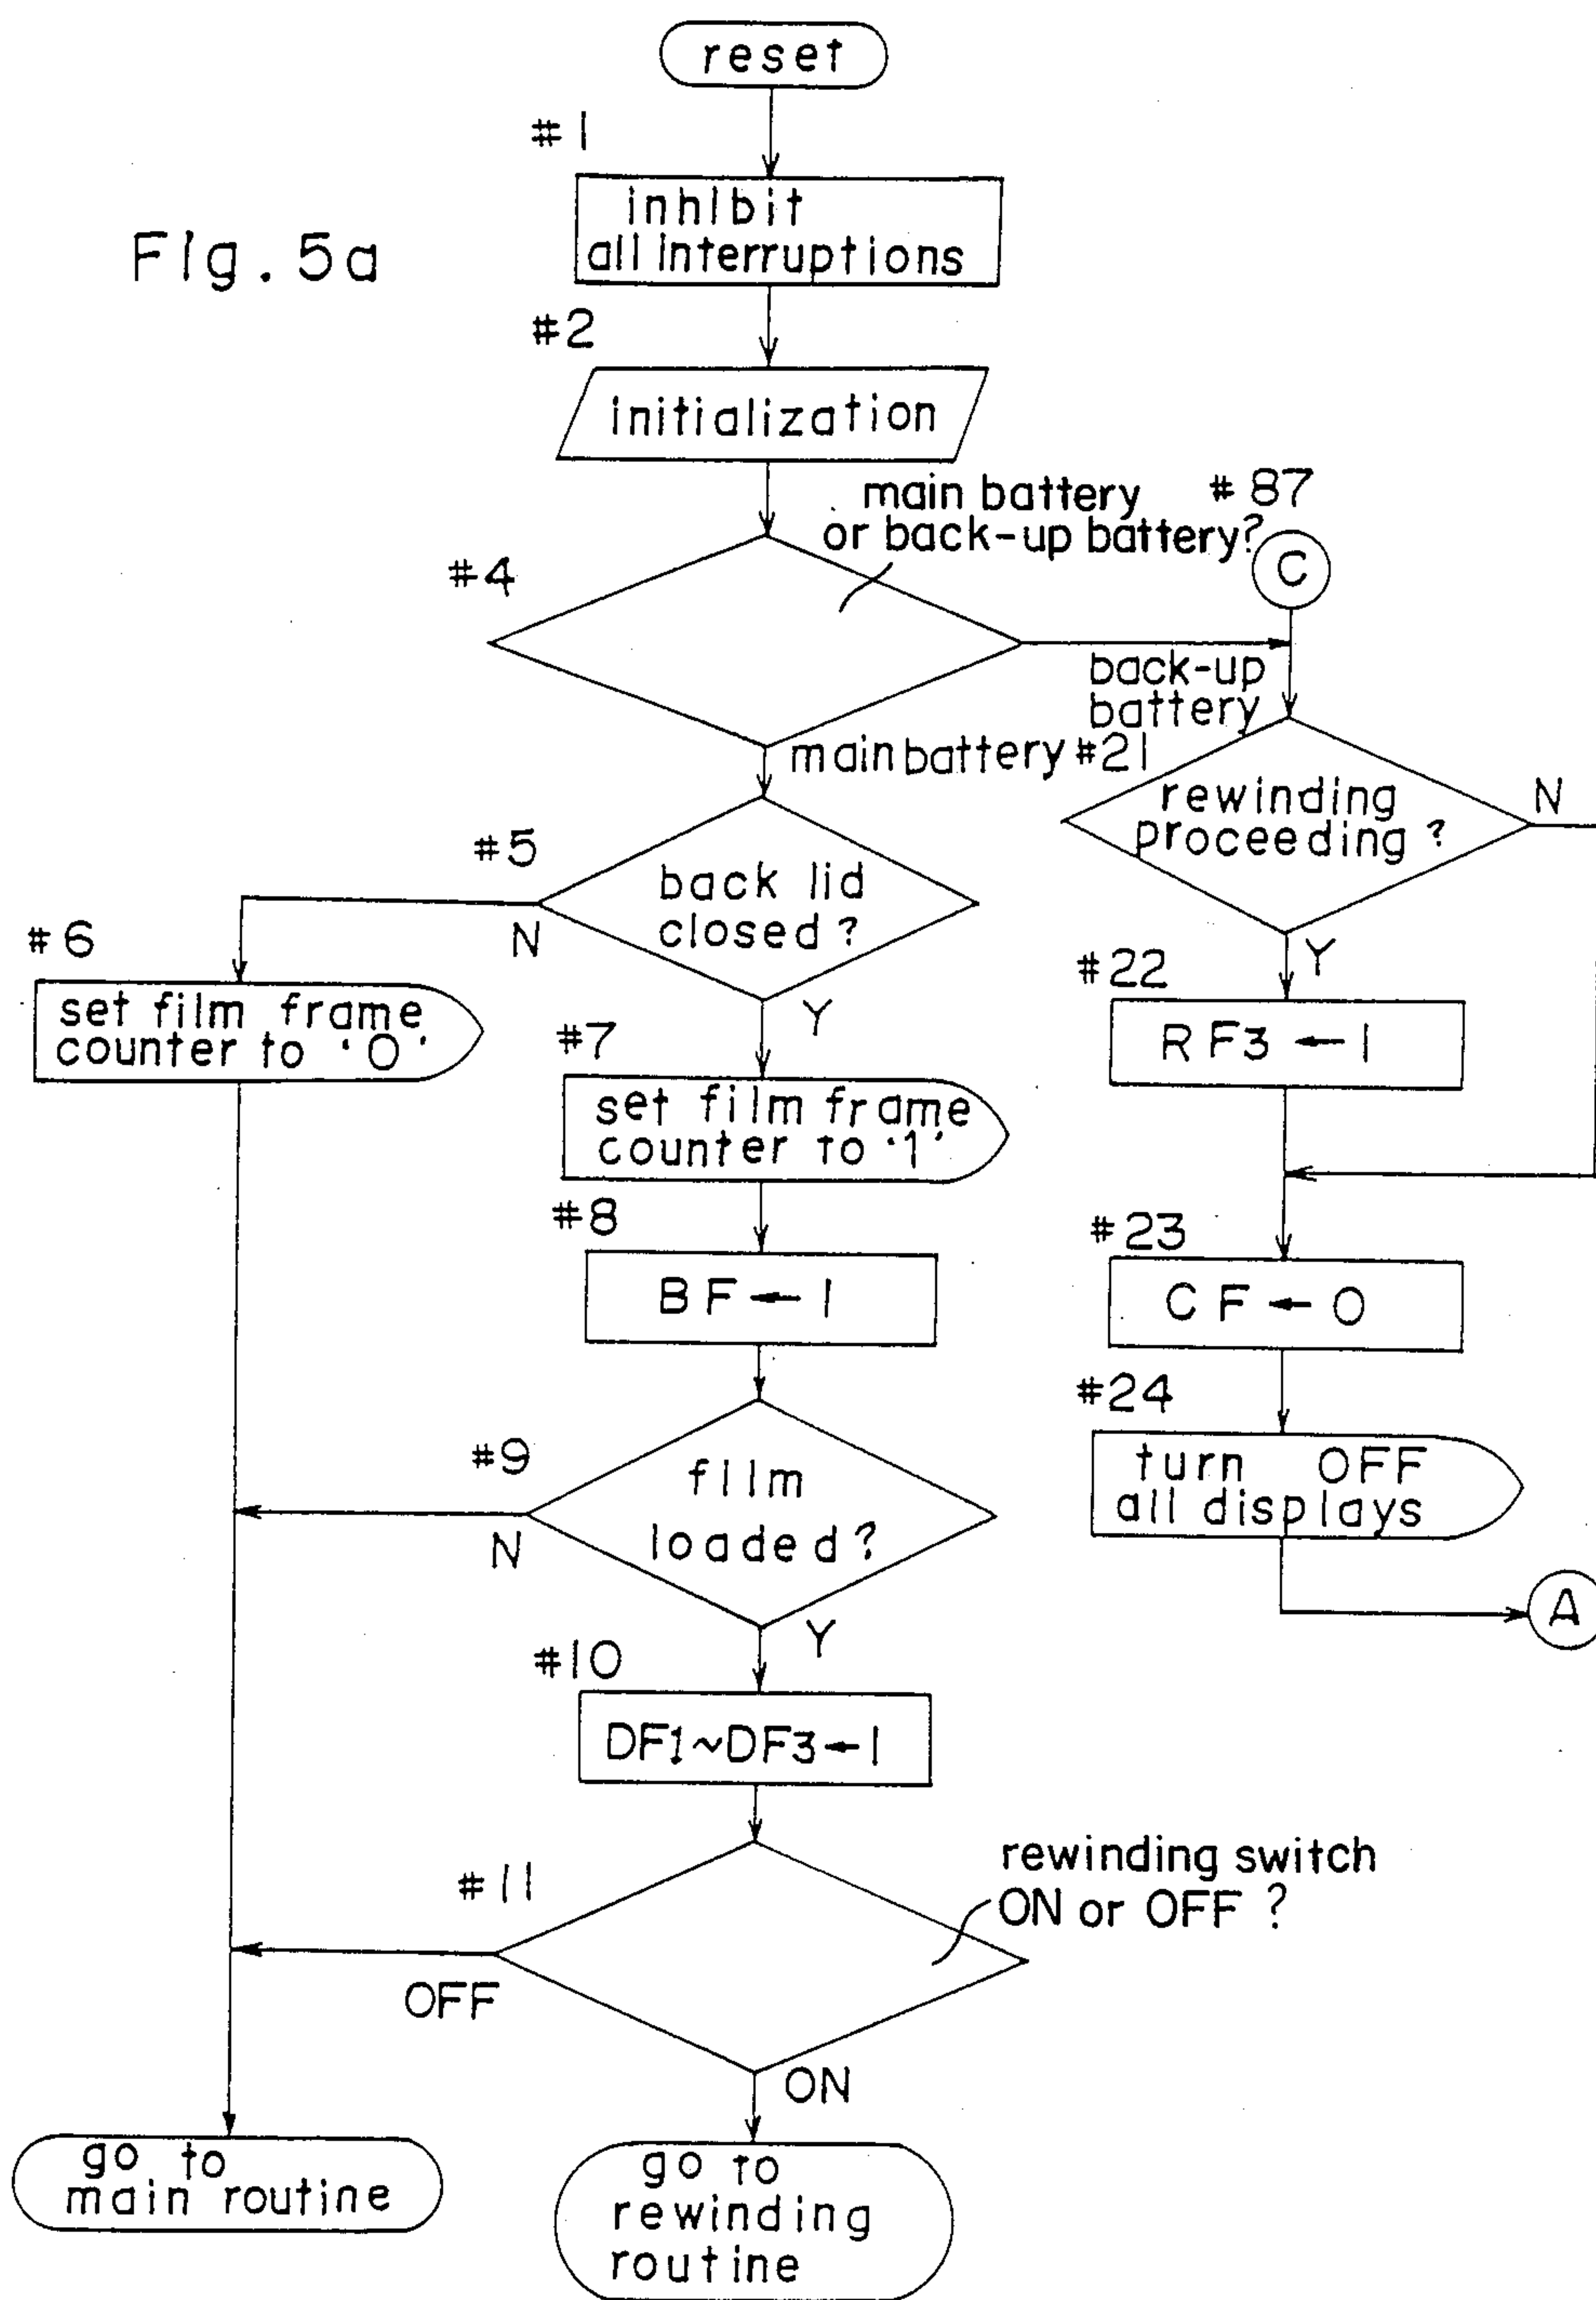 reset
#1
inhibit
all interruptions
Fig. 5a
#2
initialization
main battery
or back-up battery?
#87
C
#4
back-up
battery
main battery
#21
rewinding
proceeding ?
N
#5
back lid
closed ?
N
Y
Y
#6
set film frame
counter to '0'
#22
RF3 ← 1
#7
set film frame
counter to '1'
#8
BF ← 1
#23
CF ← 0
#24
turn OFF
all displays
A
#9
film
loaded ?
N
Y
#10
DF1~DF3 ← 1
#11
rewinding switch
ON or OFF ?
OFF
ON
go to
main routine
go to
rewinding
routine